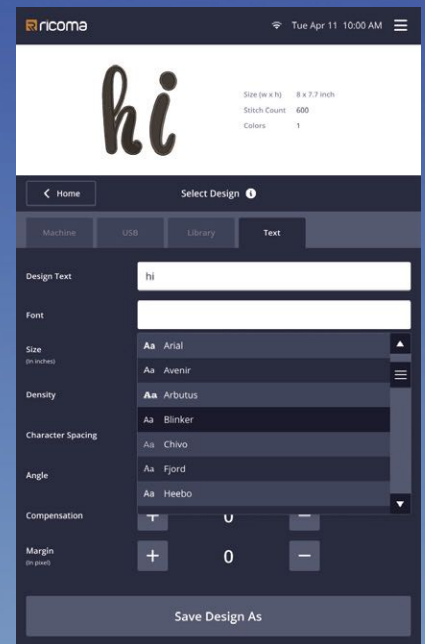 ricoma
Tue Apr 11 10:00 AM
hi
Size (w x h) 8 x 7.7 inch
Stitch Count 600
Colors 1
Home
Select Design
Machine USB Library Text
Design Text hi
Font
Size
(In inches)
Aa Arial
Aa Avenir
Density
Aa Arbutus
Aa Blinker
Character Spacing
Aa Chivo
Angle
Aa Fjord
Aa Heebo
Compensation + 0 −
Margin
(In pixel)
+ 0 −
Save Design As